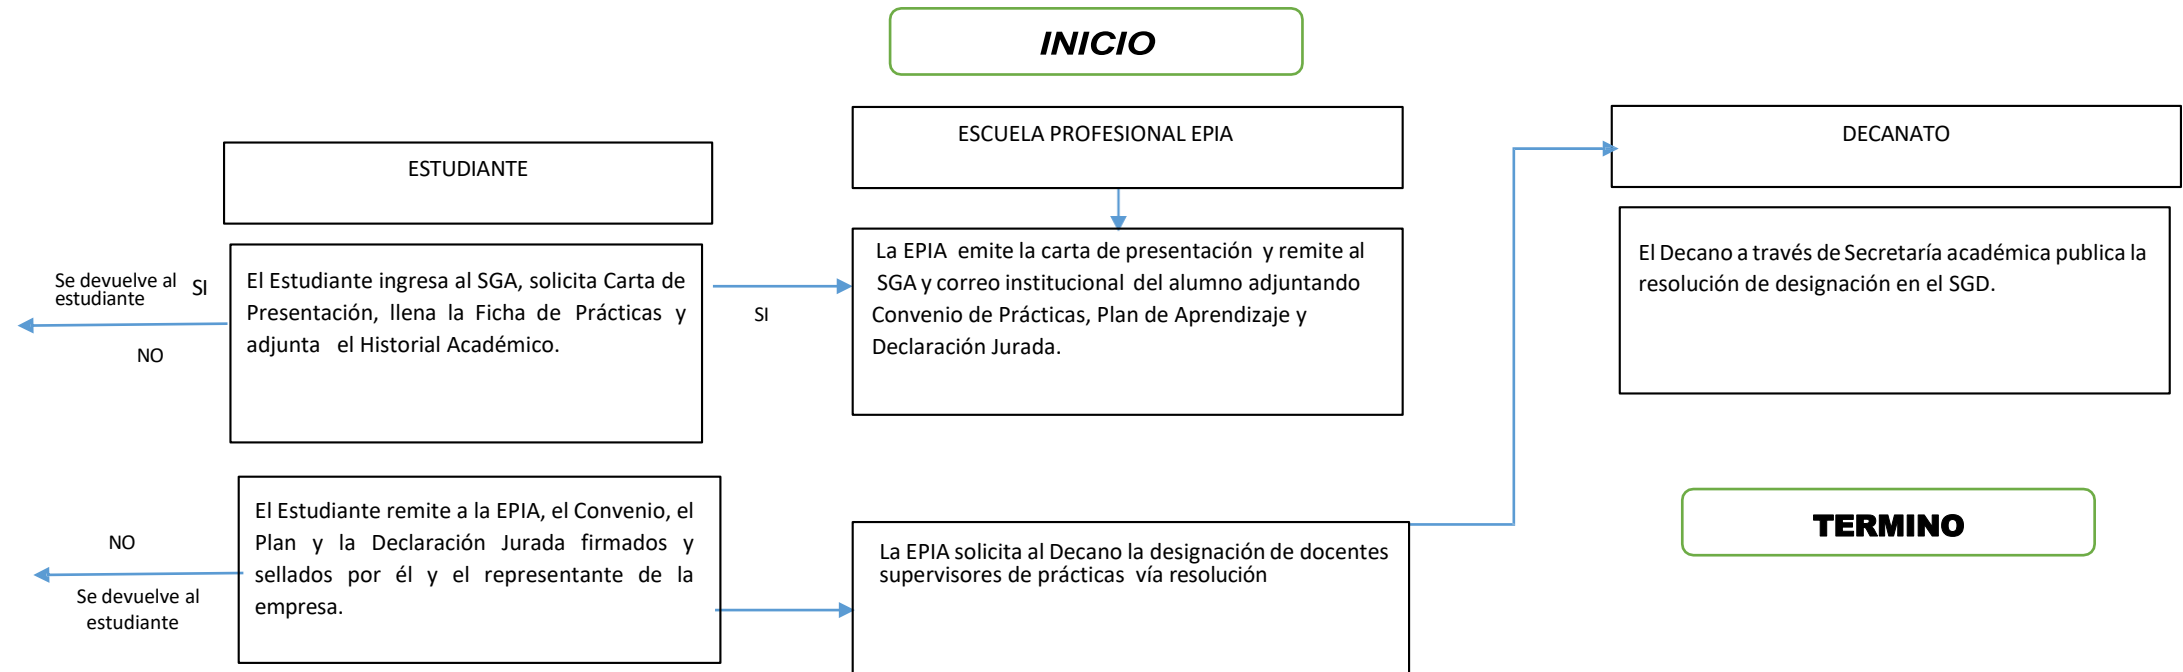 INICIO
ESTUDIANTE
ESCUELA PROFESIONAL EPIA
DECANATO
Se devuelve al
estudiante
SI
NO
El Estudiante ingresa al SGA, solicita Carta de
Presentación, llena la Ficha de Prácticas y
adjunta el Historial Académico.
SI
La EPIA emite la carta de presentación y remite al
SGA y correo institucional del alumno adjuntando
Convenio de Prácticas, Plan de Aprendizaje y
Declaración Jurada.
El Decano a través de Secretaría académica publica la
resolución de designación en el SGD.
NO
Se devuelve al
estudiante
El Estudiante remite a la EPIA, el Convenio, el
Plan y la Declaración Jurada firmados y
sellados por él y el representante de la
empresa.
La EPIA solicita al Decano la designación de docentes
supervisores de prácticas vía resolución
TERMINO